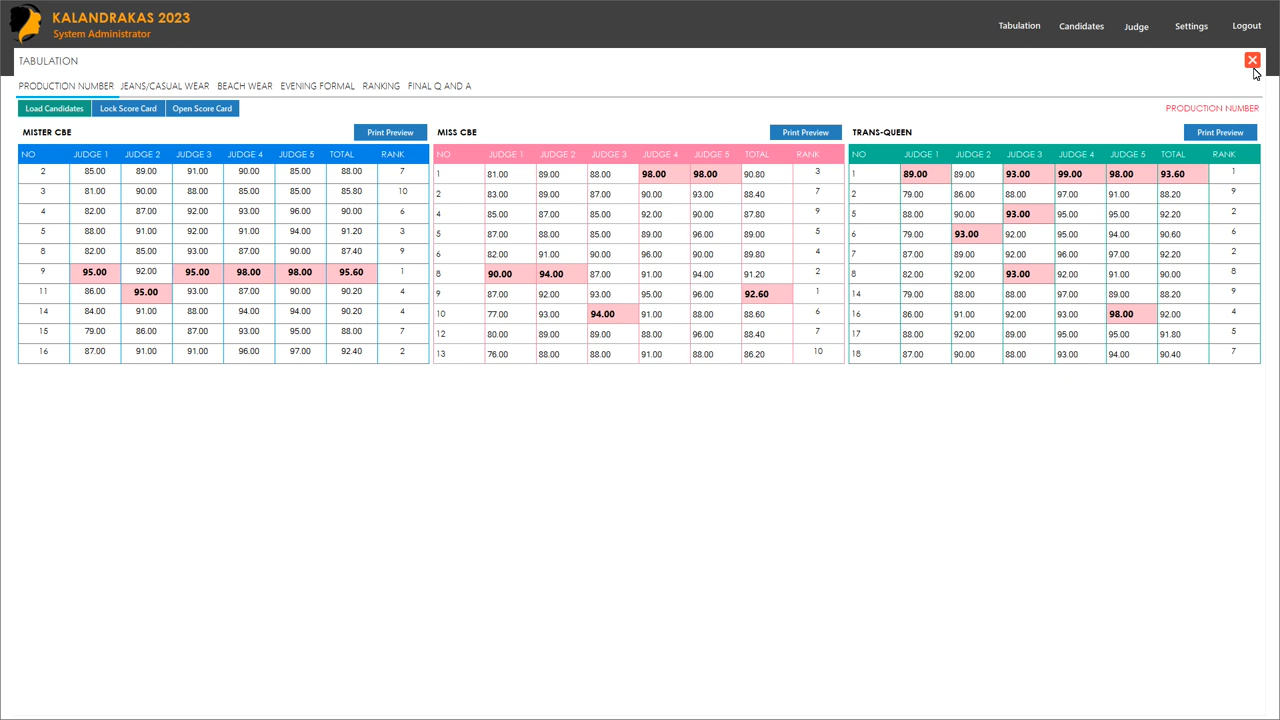 KALANDRAKAS 2023
System Administrator
Tabulation Candidates Judge Settings Logout
TABULATION
PRODUCTION NUMBER JEANS/CASUAL WEAR BEACH WEAR EVENING FORMAL RANKING FINAL Q AND A
Load Candidates Lock Score Card Open Score Card PRODUCTION NUMBER
MISTER CBE Print Preview
NO JUDGE 1 JUDGE 2 JUDGE 3 JUDGE 4 JUDGE 5 TOTAL RANK
2 85.00 89.00 91.00 90.00 85.00 88.00 7
3 81.00 90.00 88.00 85.00 85.00 85.80 10
4 82.00 87.00 92.00 93.00 96.00 90.00 6
5 88.00 91.00 92.00 91.00 94.00 91.20 3
8 82.00 85.00 93.00 87.00 90.00 87.40 9
9 95.00 92.00 95.00 98.00 98.00 95.60 1
11 86.00 95.00 93.00 87.00 90.00 90.20 4
14 84.00 91.00 88.00 94.00 94.00 90.20 4
15 79.00 86.00 87.00 93.00 95.00 88.00 7
16 87.00 91.00 91.00 96.00 97.00 92.40 2
MISS CBE Print Preview
NO JUDGE 1 JUDGE 2 JUDGE 3 JUDGE 4 JUDGE 5 TOTAL RANK
1 81.00 89.00 88.00 98.00 98.00 90.80 3
2 83.00 89.00 87.00 90.00 93.00 88.40 7
4 85.00 87.00 85.00 92.00 90.00 87.80 9
5 87.00 88.00 85.00 89.00 96.00 89.00 5
6 82.00 91.00 90.00 90.00 96.00 89.80 4
8 90.00 94.00 87.00 91.00 94.00 91.20 2
9 87.00 92.00 93.00 95.00 96.00 92.60 1
10 77.00 93.00 94.00 91.00 88.00 88.60 6
12 80.00 89.00 89.00 88.00 96.00 88.40 7
13 76.00 88.00 88.00 91.00 88.00 86.20 10
TRANS-QUEEN Print Preview
NO JUDGE 1 JUDGE 2 JUDGE 3 JUDGE 4 JUDGE 5 TOTAL RANK
1 89.00 89.00 93.00 99.00 98.00 93.60 1
2 79.00 86.00 88.00 97.00 91.00 88.20 9
5 88.00 90.00 93.00 95.00 95.00 92.20 2
6 79.00 93.00 92.00 95.00 94.00 90.60 6
7 87.00 90.00 92.00 96.00 96.00 92.20 2
8 82.00 92.00 93.00 92.00 91.00 90.00 8
14 79.00 88.00 88.00 97.00 89.00 88.20 9
16 86.00 91.00 92.00 93.00 98.00 92.00 4
17 88.00 92.00 89.00 95.00 95.00 91.80 5
18 87.00 90.00 88.00 93.00 94.00 90.40 7